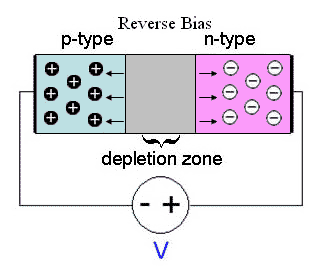 Reverse Bias
p-type n-type
+ + + + + + + +
− − − − − − − −
depletion zone
- +
V